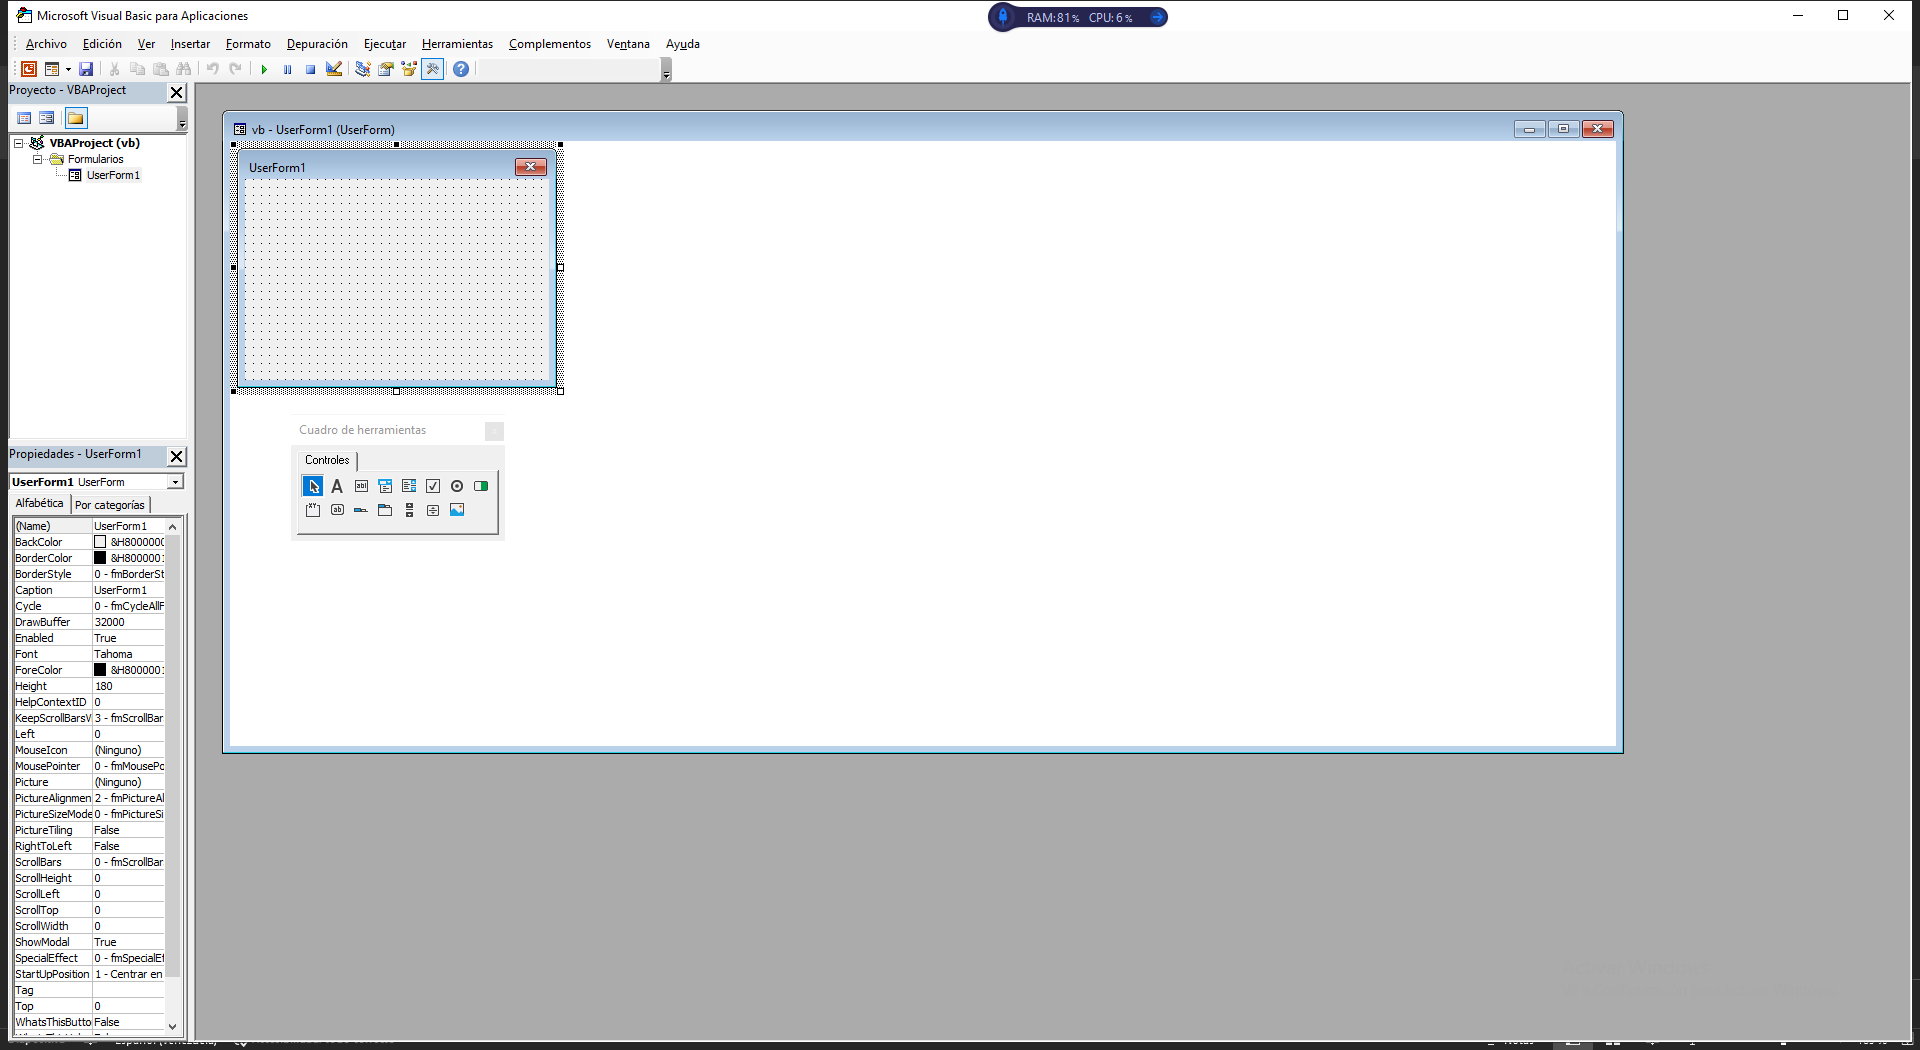 Microsoft Visual Basic para Aplicaciones
RAM:81% CPU:6%
Archivo Edición Ver Insertar Formato Depuración Ejecutar Herramientas Complementos Ventana Ayuda
Proyecto - VBAProject
VBAProject (vb)
Formularios
UserForm1
vb - UserForm1 (UserForm)
UserForm1
Cuadro de herramientas
Controles
Propiedades - UserForm1
UserForm1 UserForm
Alfabética Por categorías
(Name) UserForm1
BackColor &H8000000
BorderColor &H8000001
BorderStyle 0 - fmBorderSt
Caption UserForm1
Cycle 0 - fmCycleAllF
DrawBuffer 32000
Enabled True
Font Tahoma
ForeColor &H8000001
Height 180
HelpContextID 0
KeepScrollBarsV 3 - fmScrollBar
Left 0
MouseIcon (Ninguno)
MousePointer 0 - fmMousePo
Picture (Ninguno)
PictureAlignmen 2 - fmPictureAl
PictureSizeMode 0 - fmPictureSi
PictureTiling False
RightToLeft False
ScrollBars 0 - fmScrollBar
ScrollHeight 0
ScrollLeft 0
ScrollTop 0
ScrollWidth 0
ShowModal True
SpecialEffect 0 - fmSpecialEf
StartUpPosition 1 - Centrar en
Tag
Top 0
WhatsThisButto False